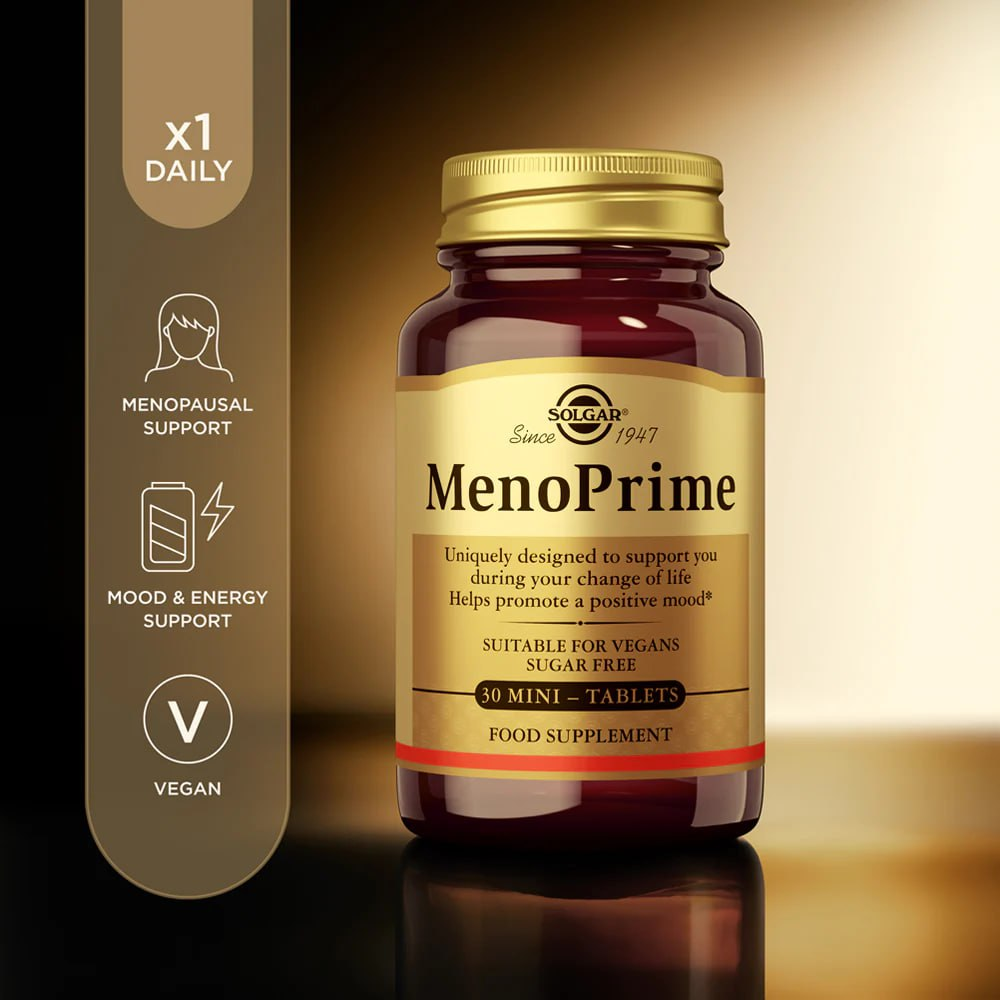 x1
DAILY
MENOPAUSAL
SUPPORT
MOOD & ENERGY
SUPPORT
V
VEGAN
SOLGAR®
Since 1947
MenoPrime
Uniquely designed to support you
during your change of life
Helps promote a positive mood*
SUITABLE FOR VEGANS
SUGAR FREE
30 MINI – TABLETS
FOOD SUPPLEMENT